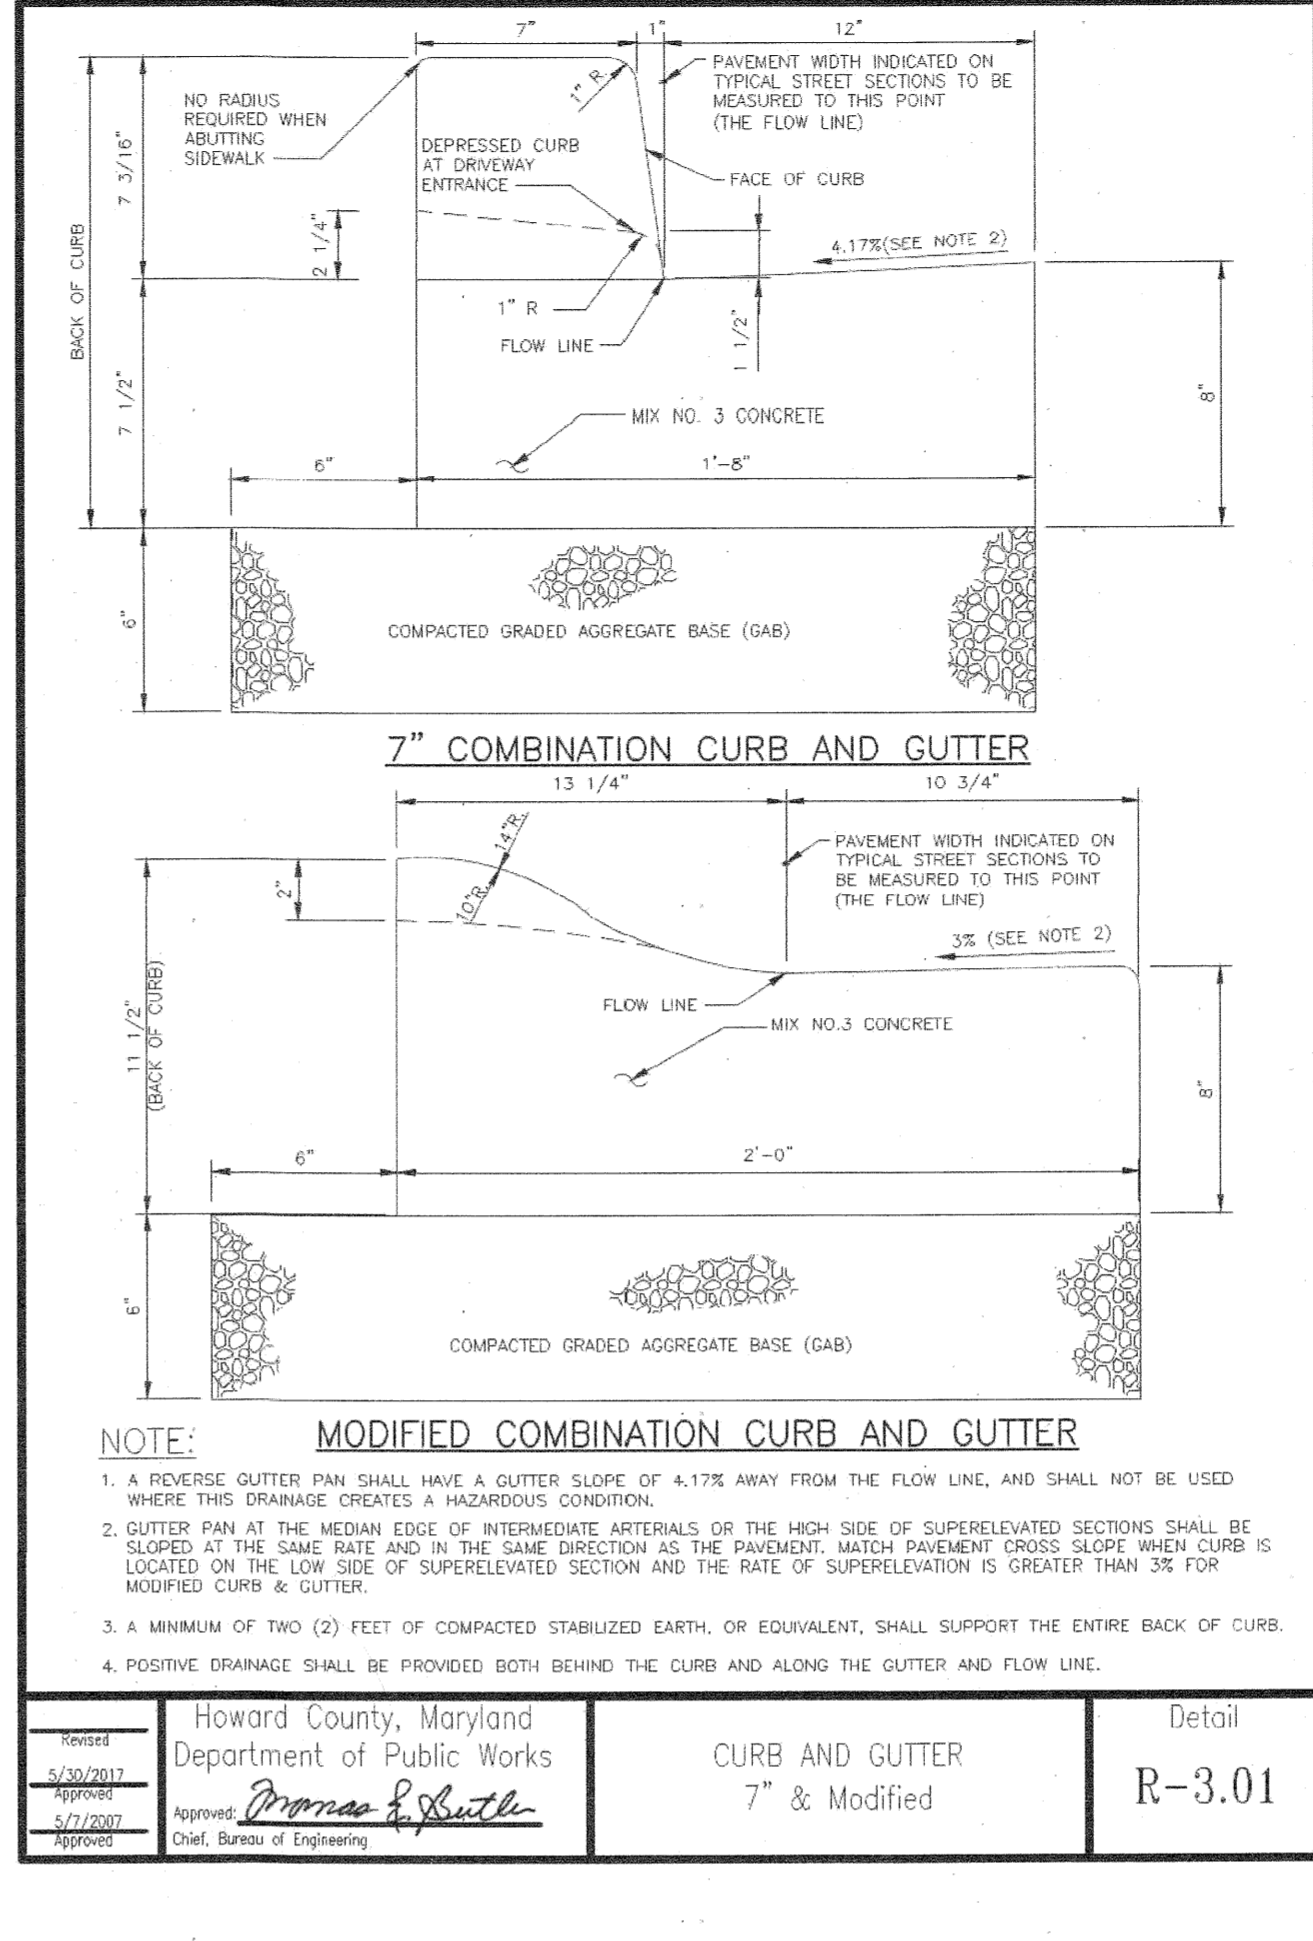 7"
1"
12"
PAVEMENT WIDTH INDICATED ON
TYPICAL STREET SECTIONS TO BE
MEASURED TO THIS POINT
(THE FLOW LINE)
NO RADIUS
REQUIRED WHEN
ABUTTING
SIDEWALK
1" R.
DEPRESSED CURB
AT DRIVEWAY
ENTRANCE
FACE OF CURB
7 3/16"
2 1/4"
4.17%(SEE NOTE 2)
BACK OF CURB
1" R
FLOW LINE
1 1/2"
7 1/2"
8"
MIX NO. 3 CONCRETE
6"
1'-8"
6"
COMPACTED GRADED AGGREGATE BASE (GAB)
7" COMBINATION CURB AND GUTTER
13 1/4"
10 3/4"
14"R.
10"R.
2"
PAVEMENT WIDTH INDICATED ON
TYPICAL STREET SECTIONS TO
BE MEASURED TO THIS POINT
(THE FLOW LINE)
3% (SEE NOTE 2)
FLOW LINE
MIX NO.3 CONCRETE
11 1/2"
(BACK OF CURB)
8"
6"
2'-0"
6"
COMPACTED GRADED AGGREGATE BASE (GAB)
MODIFIED COMBINATION CURB AND GUTTER
NOTE:
1. A REVERSE GUTTER PAN SHALL HAVE A GUTTER SLOPE OF 4.17% AWAY FROM THE FLOW LINE, AND SHALL NOT BE USED
WHERE THIS DRAINAGE CREATES A HAZARDOUS CONDITION.
2. GUTTER PAN AT THE MEDIAN EDGE OF INTERMEDIATE ARTERIALS OR THE HIGH SIDE OF SUPERELEVATED SECTIONS SHALL BE
SLOPED AT THE SAME RATE AND IN THE SAME DIRECTION AS THE PAVEMENT. MATCH PAVEMENT CROSS SLOPE WHEN CURB IS
LOCATED ON THE LOW SIDE OF SUPERELEVATED SECTION AND THE RATE OF SUPERELEVATION IS GREATER THAN 3% FOR
MODIFIED CURB & GUTTER.
3. A MINIMUM OF TWO (2) FEET OF COMPACTED STABILIZED EARTH, OR EQUIVALENT, SHALL SUPPORT THE ENTIRE BACK OF CURB.
4. POSITIVE DRAINAGE SHALL BE PROVIDED BOTH BEHIND THE CURB AND ALONG THE GUTTER AND FLOW LINE.
Revised
5/30/2017
Approved
5/7/2007
Approved
Howard County, Maryland
Department of Public Works
Approved: Thomas E. Butler
Chief, Bureau of Engineering
CURB AND GUTTER
7" & Modified
Detail
R-3.01